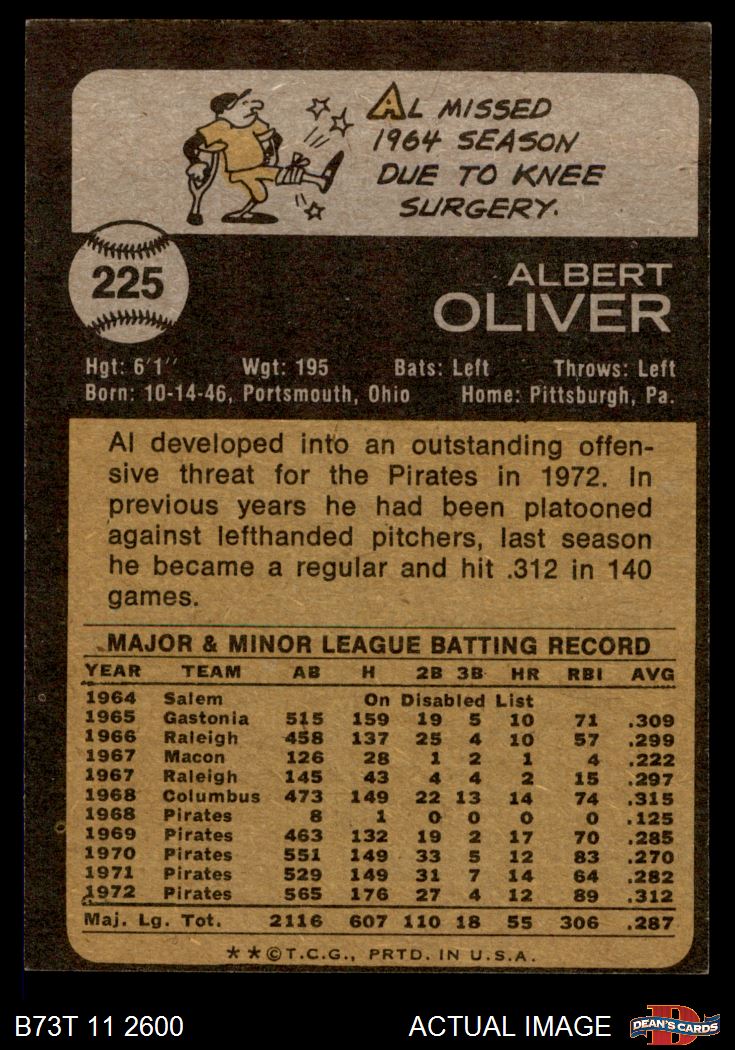 AL MISSED
1964 SEASON
DUE TO KNEE
SURGERY.
225
ALBERT
OLIVER
Hgt: 6'1'' Wgt: 195 Bats: Left Throws: Left
Born: 10-14-46, Portsmouth, Ohio Home: Pittsburgh, Pa.
Al developed into an outstanding offen-
sive threat for the Pirates in 1972. In
previous years he had been platooned
against lefthanded pitchers, last season
he became a regular and hit .312 in 140
games.
MAJOR & MINOR LEAGUE BATTING RECORD
YEAR TEAM AB H 2B 3B HR RBI AVG
1964 Salem On Disabled List
1965 Gastonia 515 159 19 5 10 71 .309
1966 Raleigh 458 137 25 4 10 57 .299
1967 Macon 126 28 1 2 1 4 .222
1967 Raleigh 145 43 4 4 2 15 .297
1968 Columbus 473 149 22 13 14 74 .315
1968 Pirates 8 1 0 0 0 0 .125
1969 Pirates 463 132 19 2 17 70 .285
1970 Pirates 551 149 33 5 12 83 .270
1971 Pirates 529 149 31 7 14 64 .282
1972 Pirates 565 176 27 4 12 89 .312
Maj. Lg. Tot. 2116 607 110 18 55 306 .287
**©T.C.G., PRTD. IN U.S.A.
B73T 11 2600 ACTUAL IMAGE D DEAN'S CARDS